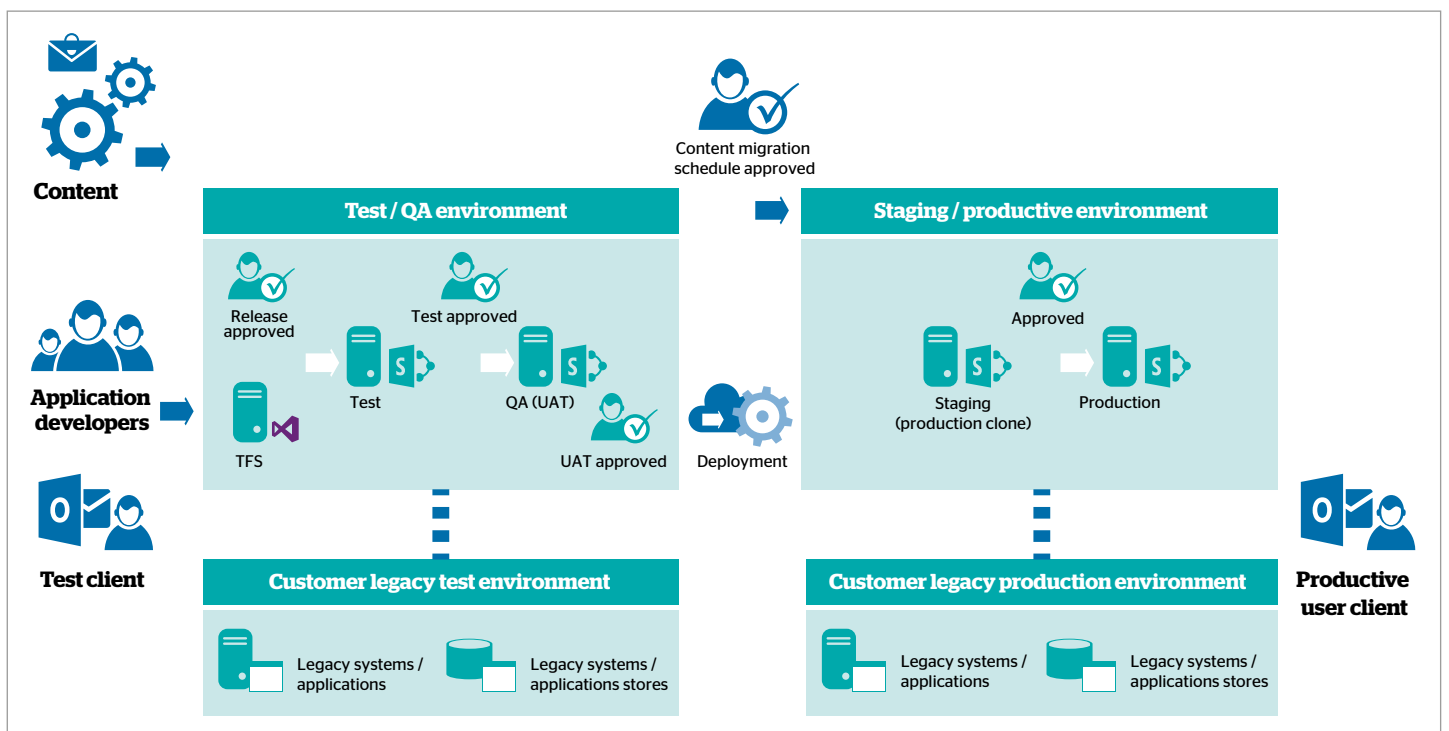 Content
Content migration
schedule approved
Test / QA environment
Staging / productive environment
Release
approved
Test approved
Approved
S
S
S
S
Test
QA (UAT)
Staging
(production clone)
Production
Application
developers
TFS
UAT approved
Deployment
O
Test client
O
Productive
user client
Customer legacy test environment
Customer legacy production environment
Legacy systems /
applications
Legacy systems /
applications stores
Legacy systems /
applications
Legacy systems /
applications stores